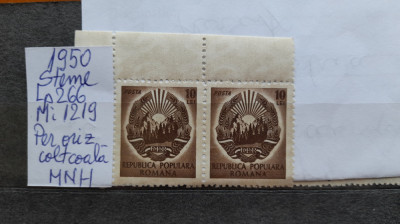 1950
Steme
Lp 266
Mi: 1219
Per oriz
colt coală
MNH
POSTA 10 LEI
REPUBLICA POPULARA
ROMANA
POSTA 10 LEI
REPUBLICA POPULARA
ROMANA